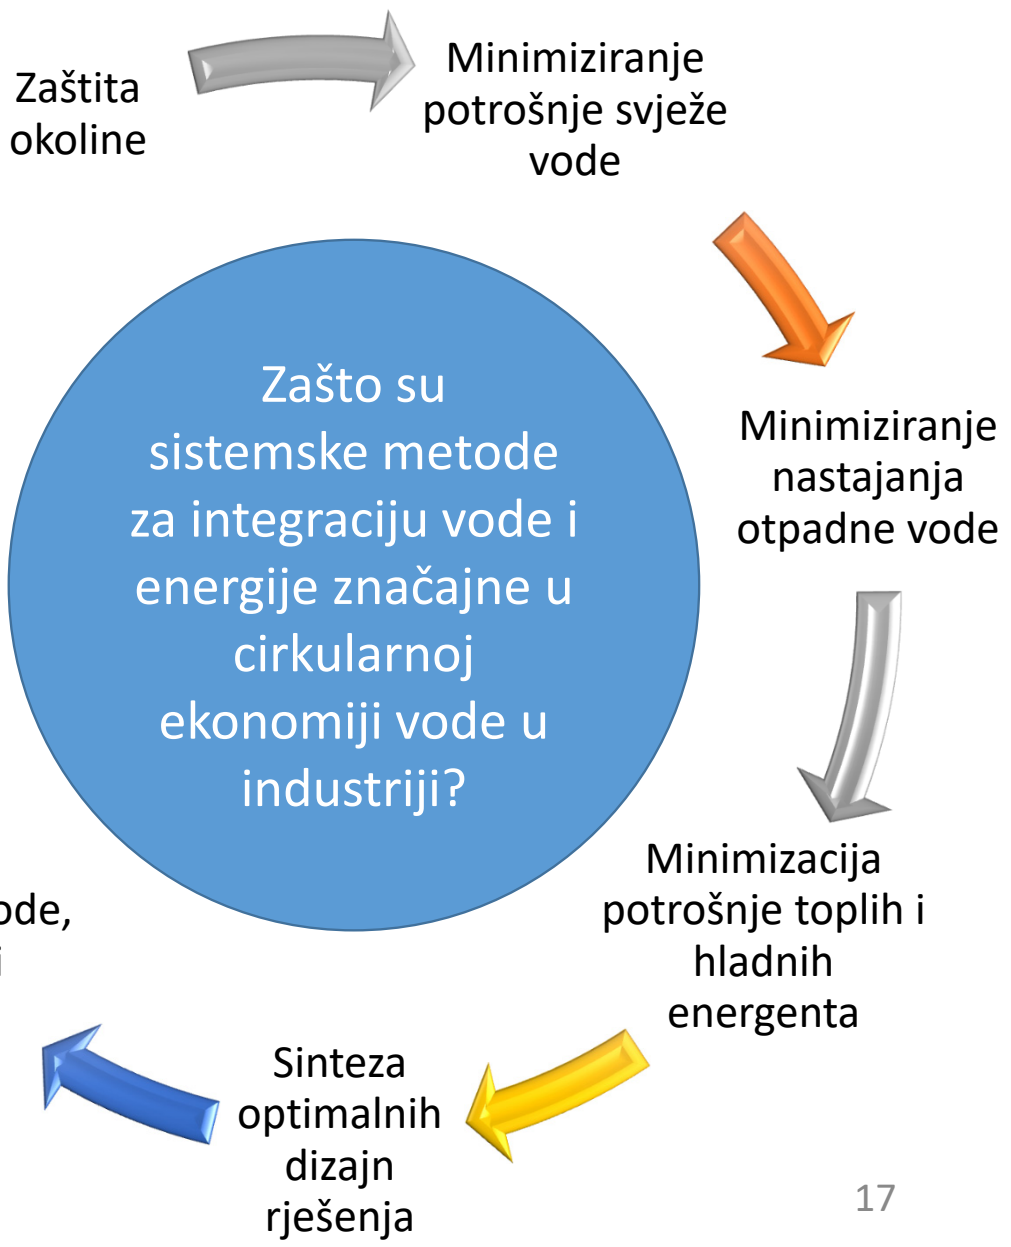 Zaštita
okoline
Minimiziranje
potrošnje svježe
vode
Minimiziranje
nastajanja
otpadne vode
Minimizacija
potrošnje toplih i
hladnih
energenta
Sinteza
optimalnih
dizajn
rješenja
ode,
i
Zašto su
sistemske metode
za integraciju vode i
energije značajne u
cirkularnoj
ekonomiji vode u
industriji?
17